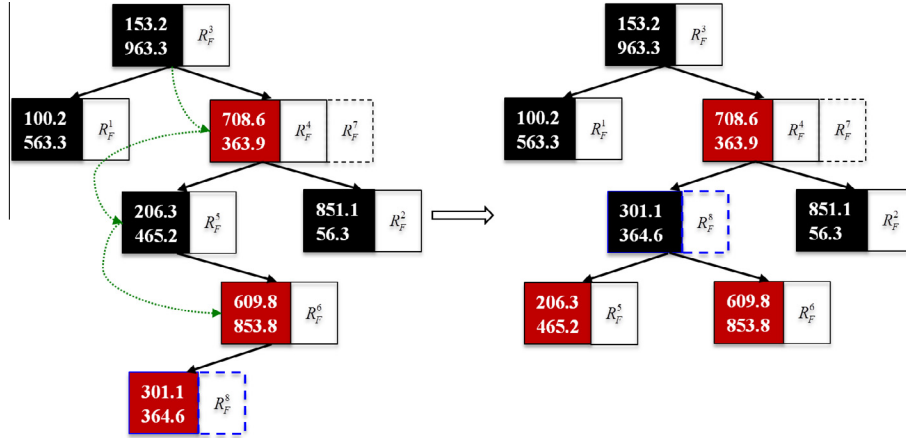 153.2
963.3
R_F^3
100.2
563.3
R_F^1
708.6
363.9
R_F^4
R_F^7
206.3
465.2
R_F^5
851.1
56.3
R_F^2
609.8
853.8
R_F^6
301.1
364.6
R_F^8
153.2
963.3
R_F^3
100.2
563.3
R_F^1
708.6
363.9
R_F^4
R_F^7
301.1
364.6
R_F^8
851.1
56.3
R_F^2
206.3
465.2
R_F^5
609.8
853.8
R_F^6